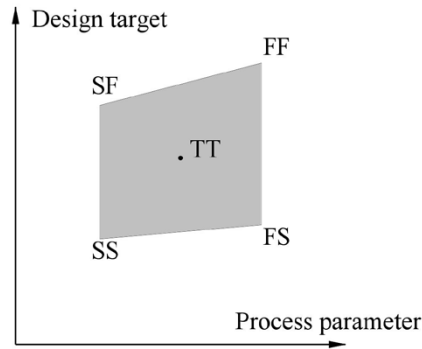 Design target
FF
SF
TT
SS
FS
Process parameter